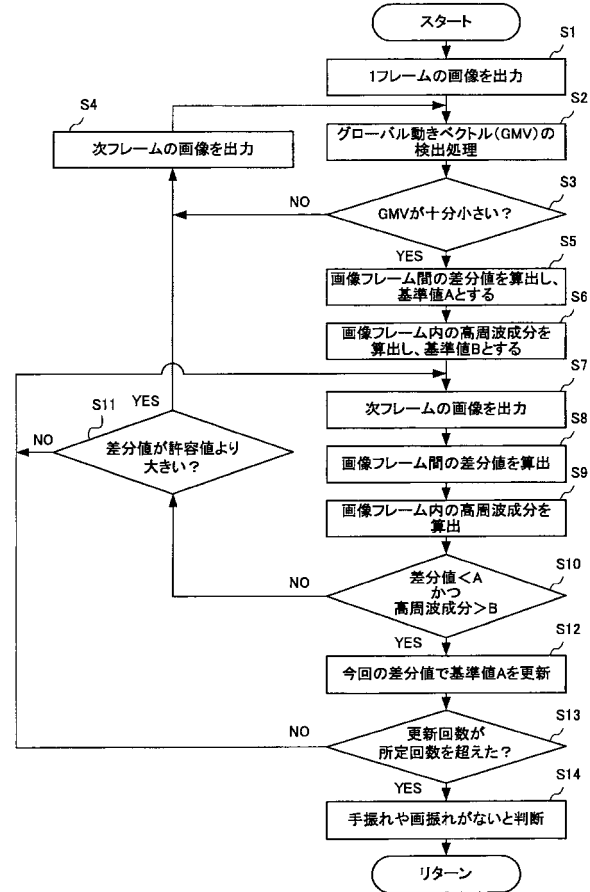 スタート
S1
1フレームの画像を出力
S4
次フレームの画像を出力
S2
グローバル動きベクトル(GMV)の
検出処理
S3
NO
GMVが十分小さい?
YES
S5
画像フレーム間の差分値を算出し、
基準値Aとする
S6
画像フレーム内の高周波成分を
算出し、基準値Bとする
S7
次フレームの画像を出力
S11
YES
NO
差分値が許容値より
大きい?
S8
画像フレーム間の差分値を算出
S9
画像フレーム内の高周波成分を
算出
S10
NO
差分値<A
かつ
高周波成分>B
YES
S12
今回の差分値で基準値Aを更新
S13
NO
更新回数が
所定回数を超えた?
YES
S14
手振れや画振れがないと判断
リターン